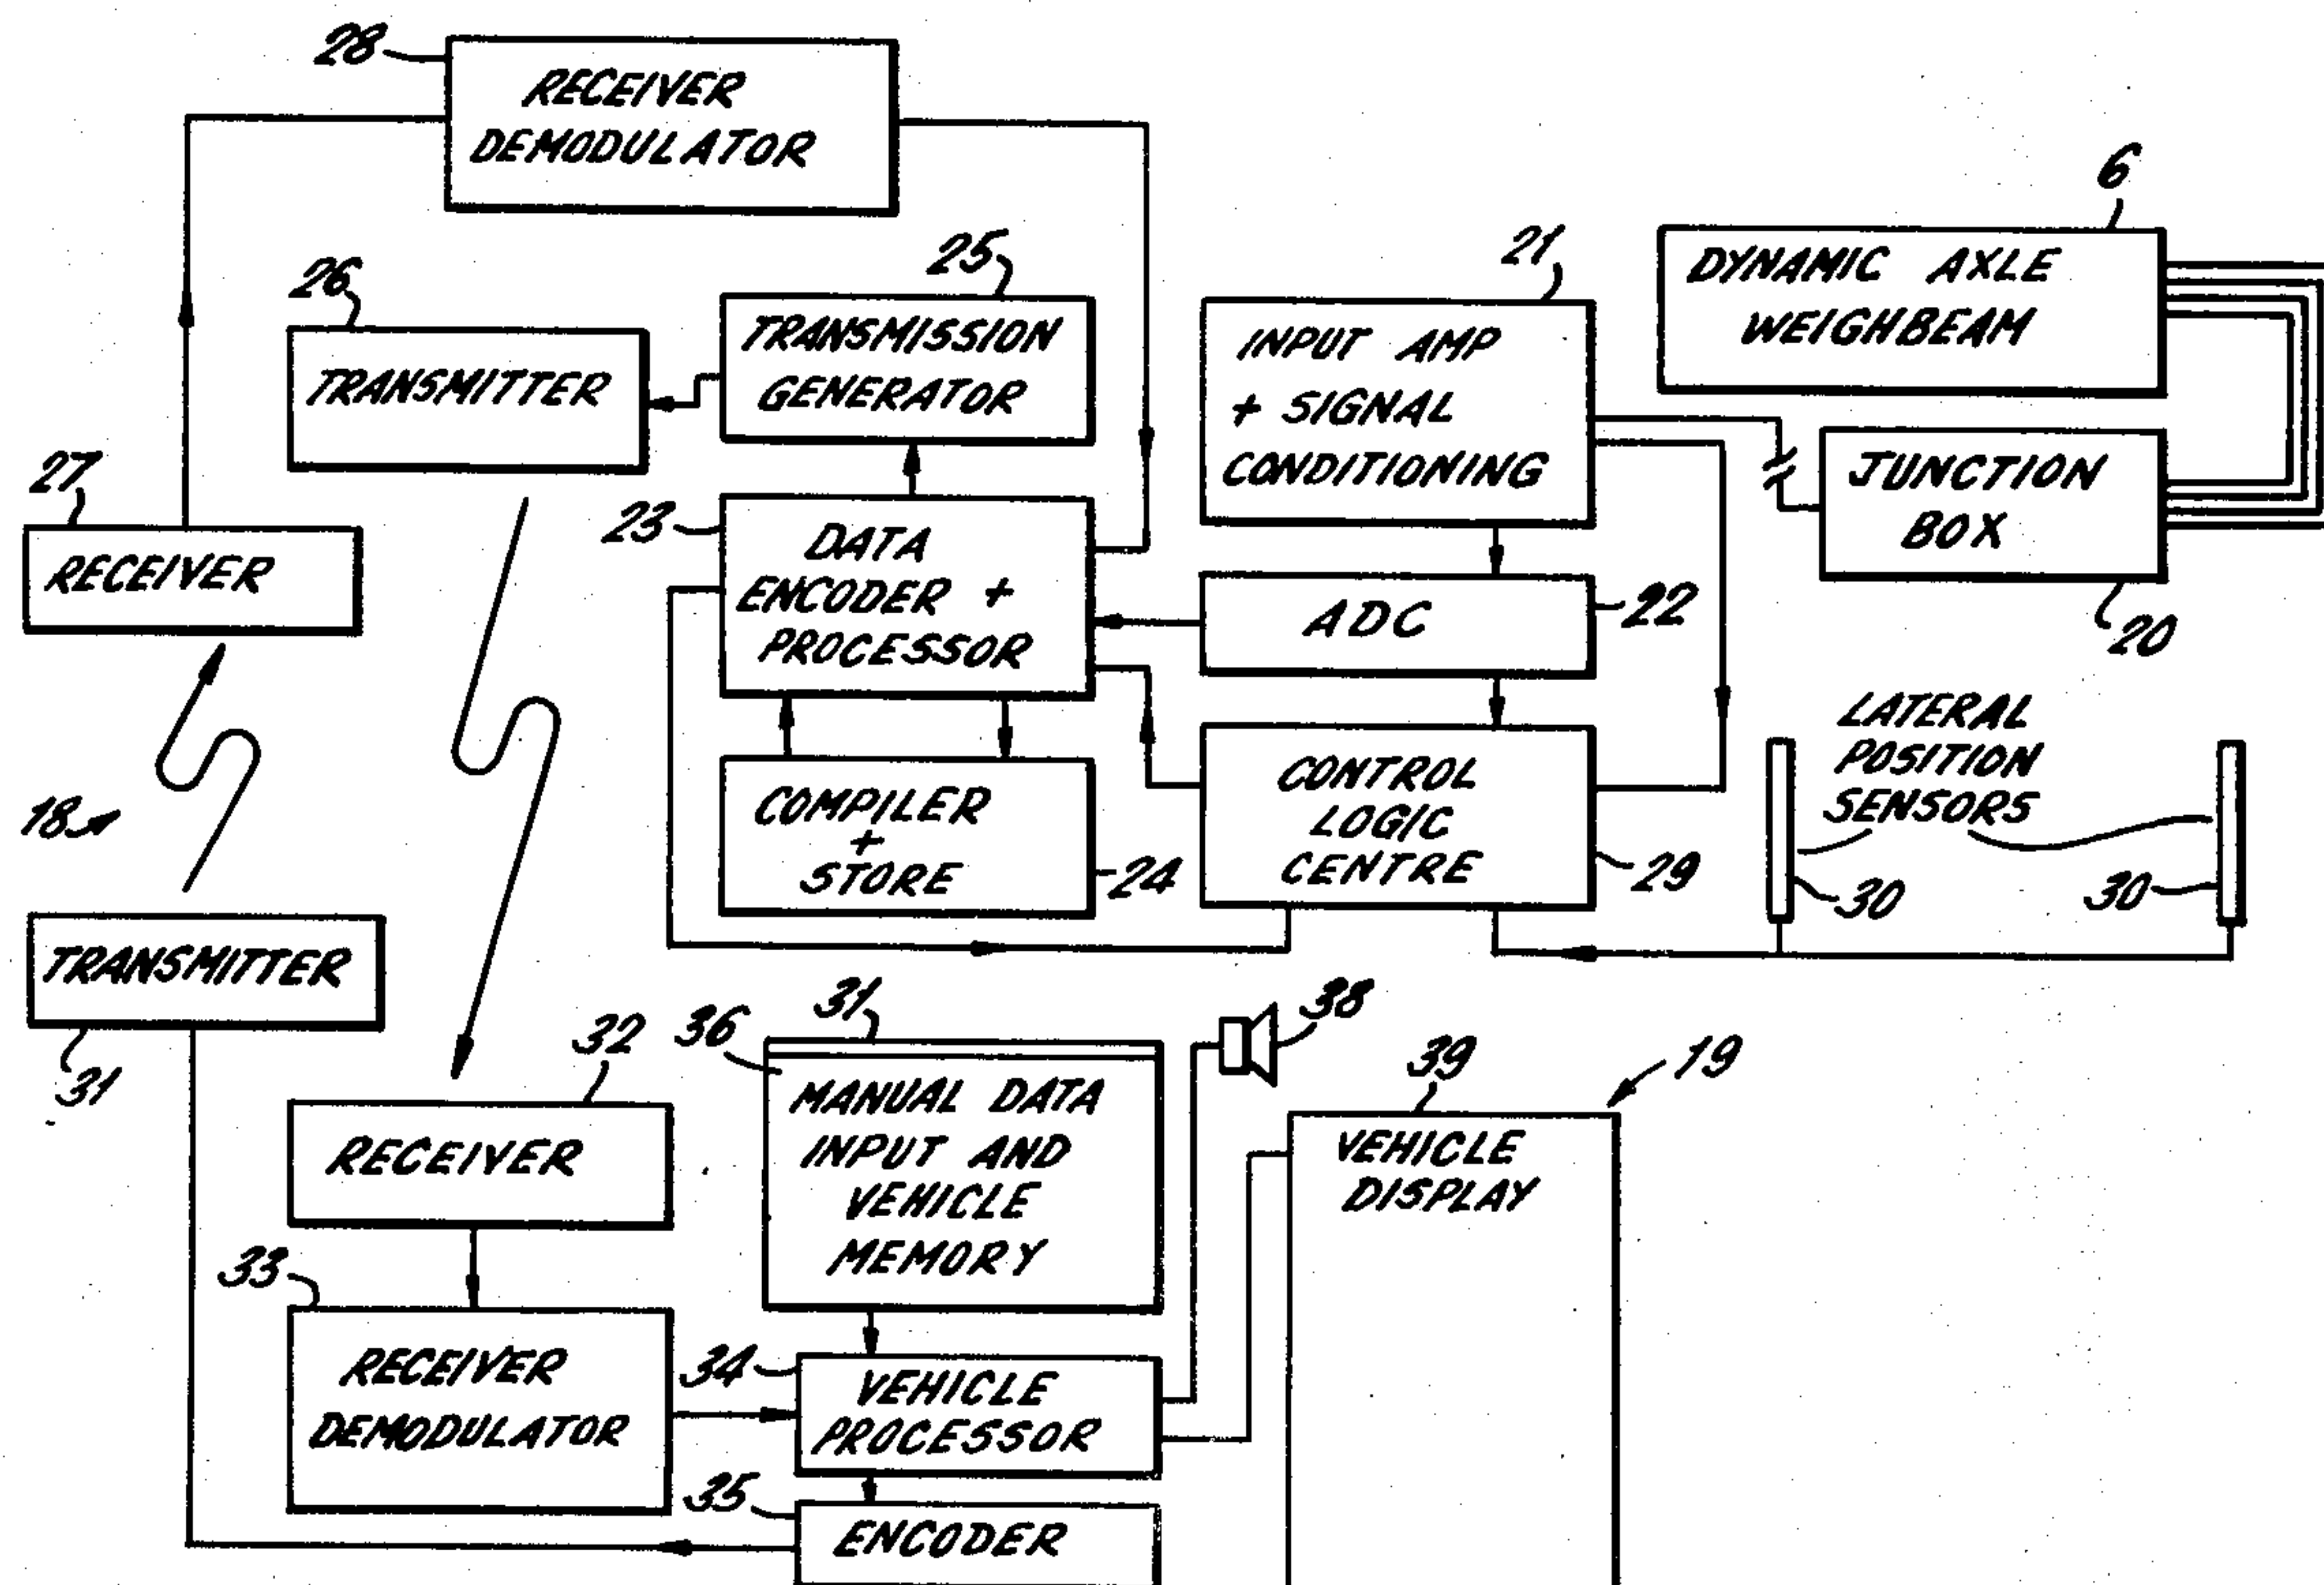 28
RECEIVER
DEMODULATOR
6
DYNAMIC AXLE
WEIGHBEAM
25
TRANSMISSION
GENERATOR
26
TRANSMITTER
21
INPUT AMP
+ SIGNAL
CONDITIONING
JUNCTION
BOX
20
27
RECEIVER
23
DATA
ENCODER +
PROCESSOR
ADC
22
LATERAL
POSITION
SENSORS
30
30
18
COMPILER
+
STORE
24
CONTROL
LOGIC
CENTRE
29
TRANSMITTER
31
32
RECEIVER
36
31
MANUAL DATA
INPUT AND
VEHICLE
MEMORY
38
39
19
VEHICLE
DISPLAY
33
RECEIVER
DEMODULATOR
34
VEHICLE
PROCESSOR
35
ENCODER